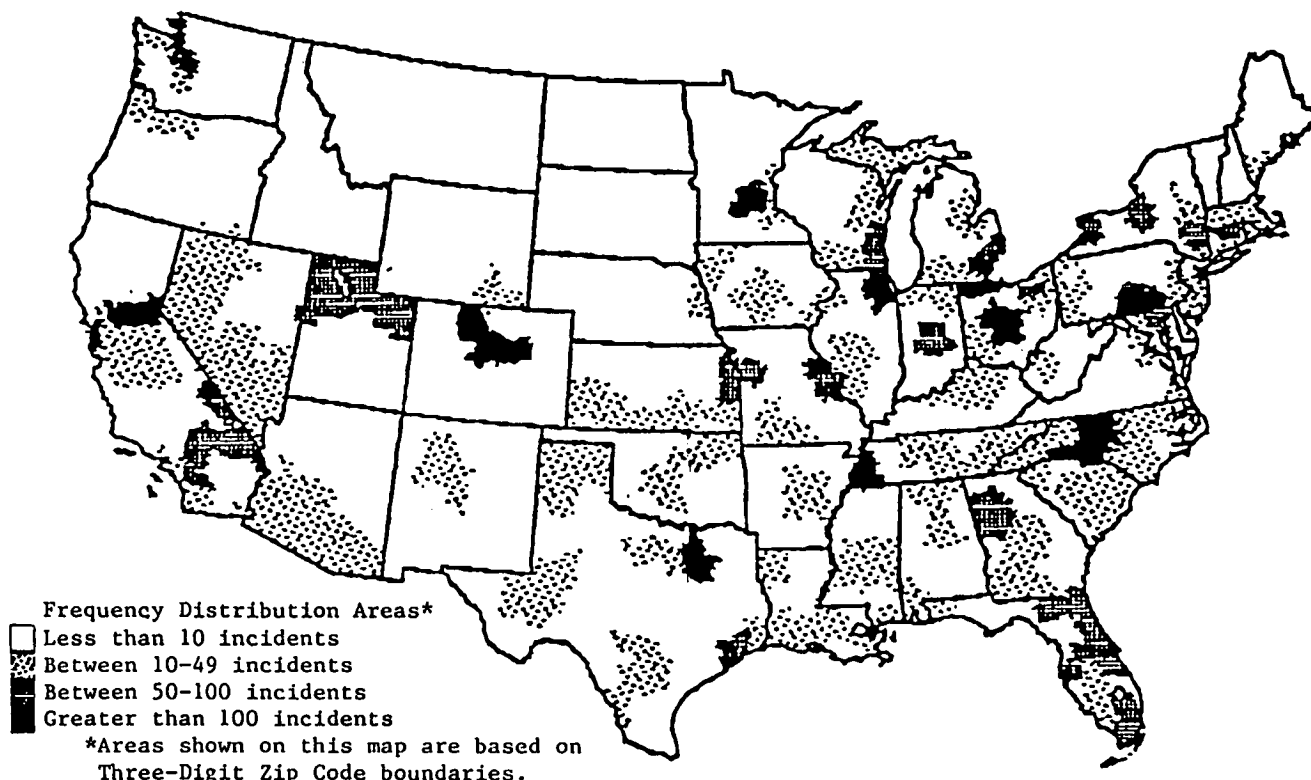 Frequency Distribution Areas*
Less than 10 incidents
Between 10-49 incidents
Between 50-100 incidents
Greater than 100 incidents
*Areas shown on this map are based on
Three-Digit Zip Code boundaries.